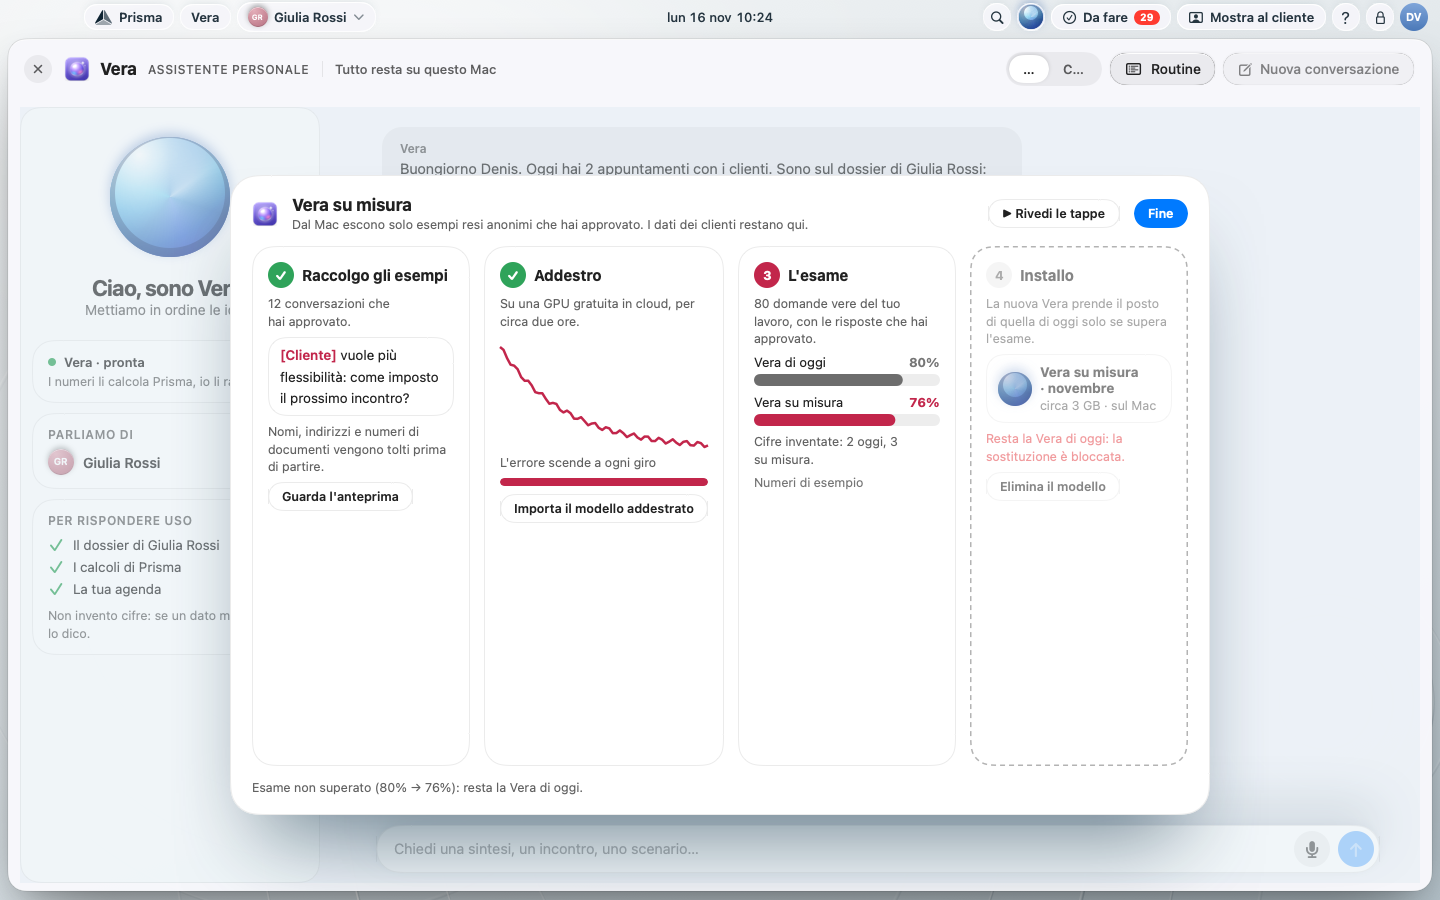 Prisma
Vera
GR
Giulia Rossi
lun 16 nov 10:24
Da fare
29
Mostra al cliente
?
DV
Vera
ASSISTENTE PERSONALE
Tutto resta su questo Mac
...
C...
Routine
Nuova conversazione
Ciao, sono Ver
Mettiamo in ordine le
Vera · pronta
I numeri li calcola Prisma, io li
PARLIAMO DI
GR
Giulia Rossi
PER RISPONDERE USO
Il dossier di Giulia Rossi
I calcoli di Prisma
La tua agenda
Non invento cifre: se un dato
lo dico.
Vera
Buongiorno Denis. Oggi hai 2 appuntamenti con i clienti. Sono sul dossier di Giulia Rossi:
Vera su misura
Dal Mac escono solo esempi resi anonimi che hai approvato. I dati dei clienti restano qui.
Rivedi le tappe
Fine
Raccolgo gli esempi
12 conversazioni che
hai approvato.
[Cliente] vuole più
flessibilità: come imposto
il prossimo incontro?
Nomi, indirizzi e numeri di
documenti vengono tolti prima
di partire.
Guarda l'anteprima
Addestro
Su una GPU gratuita in cloud, per
circa due ore.
L'errore scende a ogni giro
Importa il modello addestrato
3
L'esame
80 domande vere del tuo
lavoro, con le risposte che hai
approvato.
Vera di oggi
80%
Vera su misura
76%
Cifre inventate: 2 oggi, 3
su misura.
Numeri di esempio
4
Installo
La nuova Vera prende il posto
di quella di oggi solo se supera
l'esame.
Vera su misura
· novembre
circa 3 GB · sul Mac
Resta la Vera di oggi: la
sostituzione è bloccata.
Elimina il modello
Esame non superato (80% → 76%): resta la Vera di oggi.
Chiedi una sintesi, un incontro, uno scenario...